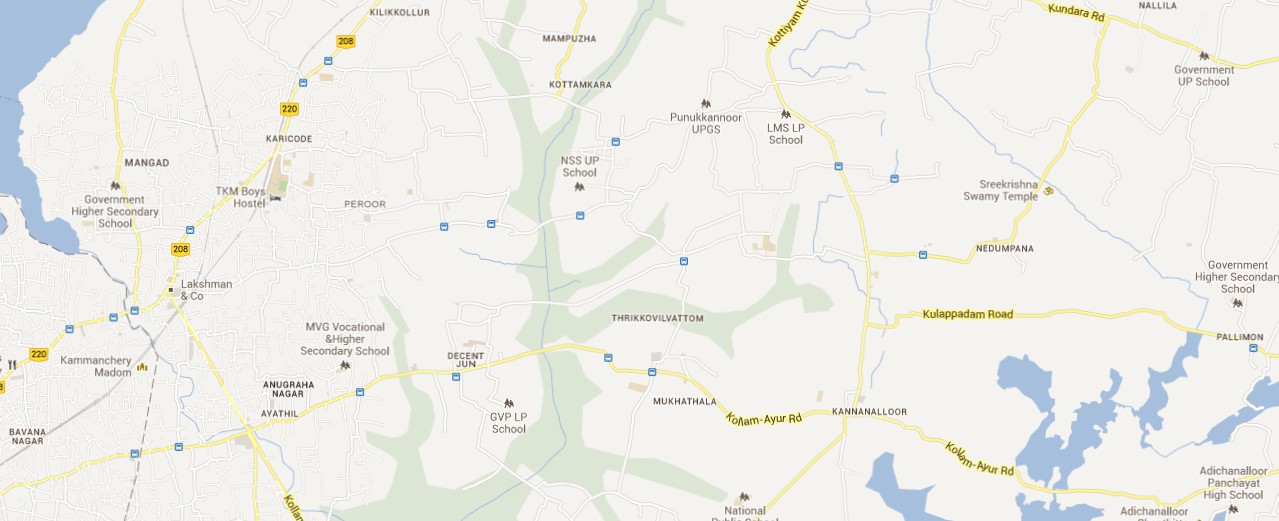 KILIKKOLLUR
208
MAMPUZHA
Kottiyam
Kundara Rd
NALLILA
KOTTAMKARA
Government
UP School
220
Punukkannoor
UPGS
LMS LP
School
KARICODE
MANGAD
NSS UP
School
TKM Boys
Hostel
Government
Higher Secondary
School
PEROOR
Sreekrishna
Swamy Temple
208
NEDUMPANA
Lakshman
& Co
Government
Higher Secondary
School
Kulappadam Road
THRIKKOVILVATTOM
MVG Vocational
&Higher
Secondary School
PALLIMON
220
Kammanchery
Madom
DECENT
JUN
ANUGRAHA
NAGAR
AYATHIL
MUKHATHALA
GVP LP
School
Kollam-Ayur Rd
KANNANALLOOR
BAVANA
NAGAR
Kollam-Ayur Rd
Adichanalloor
Panchayat
High School
National
Public School
Adichanalloor